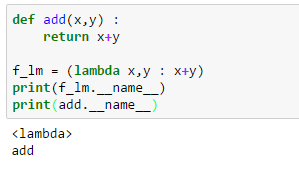 def add(x,y) :
    return x+y
f_lm = (lambda x,y : x+y)
print(f_lm.__name__)
print(add.__name__)
<lambda>
add